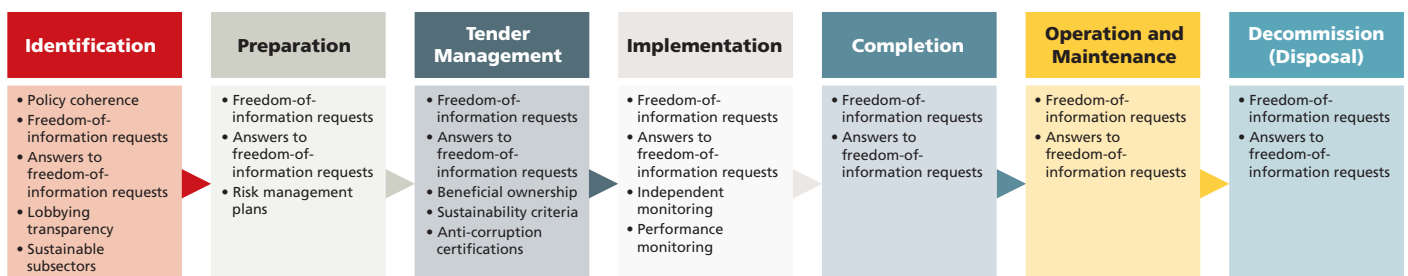 Identification
• Policy coherence
• Freedom-of-
information requests
• Answers to
freedom-of-
information requests
• Lobbying
transparency
• Sustainable
subsectors
Preparation
• Freedom-of-
information requests
• Answers to
freedom-of-
information requests
• Risk management
plans
Tender
Management
• Freedom-of-
information requests
• Answers to
freedom-of-
information requests
• Beneficial ownership
• Sustainability criteria
• Anti-corruption
certifications
Implementation
• Freedom-of-
information requests
• Answers to
freedom-of-
information requests
• Independent
monitoring
• Performance
monitoring
Completion
• Freedom-of-
information requests
• Answers to
freedom-of-
information requests
Operation and
Maintenance
• Freedom-of-
information requests
• Answers to
freedom-of-
information requests
Decommission
(Disposal)
• Freedom-of-
information requests
• Answers to
freedom-of-
information requests